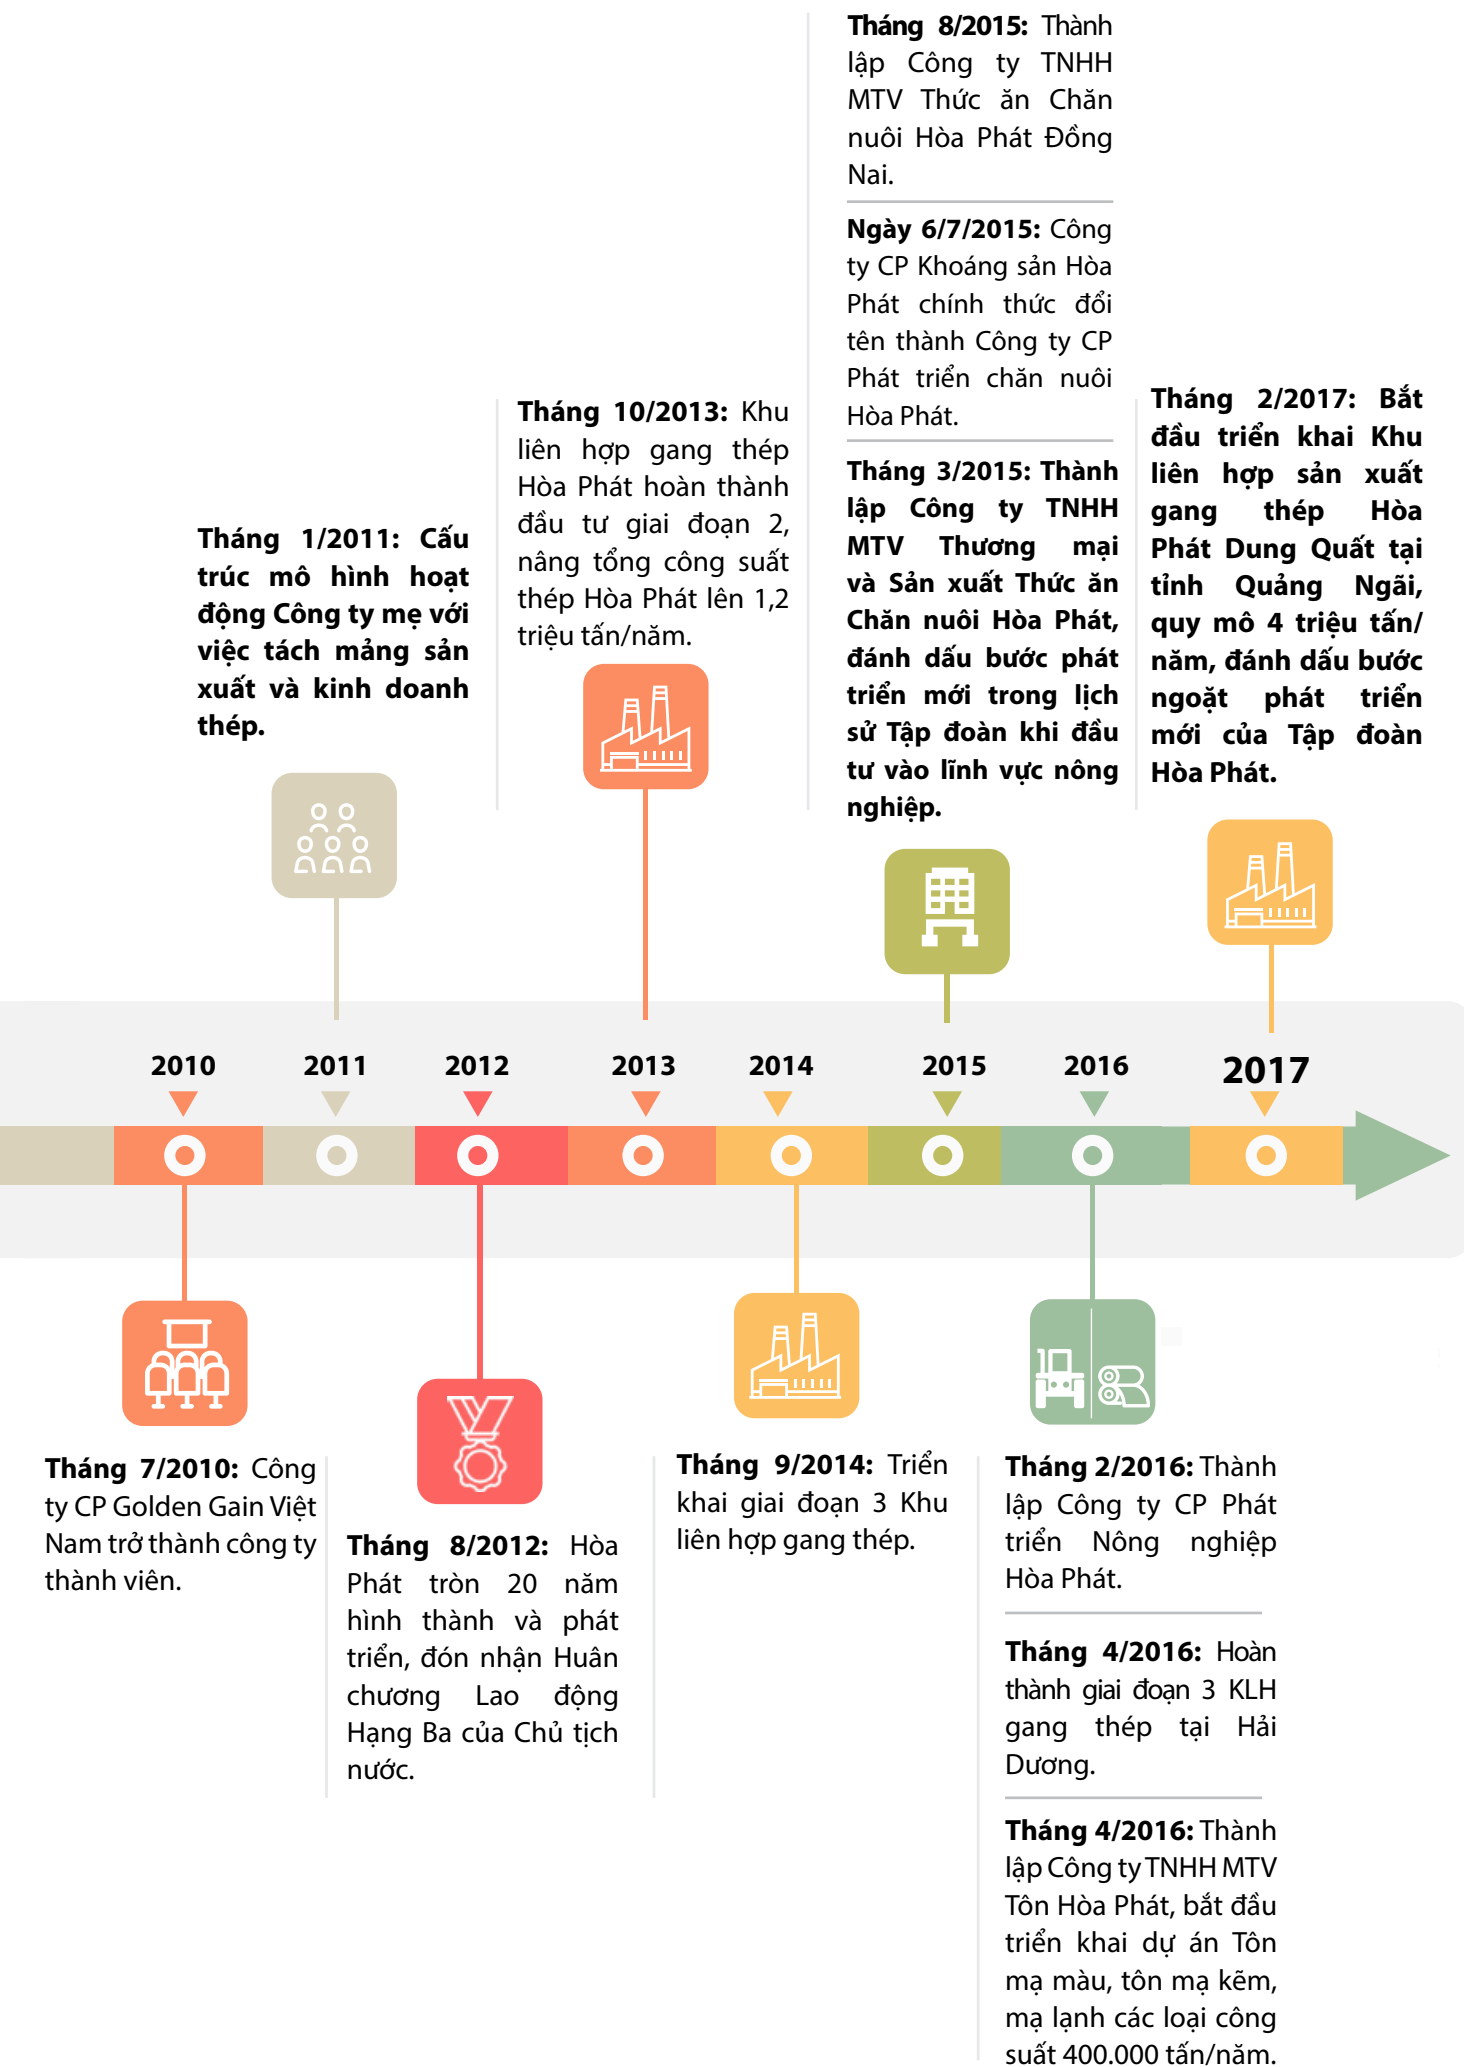 Tháng 8/2015: Thành
lập Công ty TNHH
MTV Thức ăn Chăn
nuôi Hòa Phát Đồng
Nai.
Ngày 6/7/2015: Công
ty CP Khoáng sản Hòa
Phát chính thức đổi
tên thành Công ty CP
Phát triển chăn nuôi
Hòa Phát.
Tháng 3/2015: Thành
lập Công ty TNHH
MTV Thương mại
và Sản xuất Thức ăn
Chăn nuôi Hòa Phát,
đánh dấu bước phát
triển mới trong lịch
sử Tập đoàn khi đầu
tư vào lĩnh vực nông
nghiệp.
Tháng 10/2013: Khu
liên hợp gang thép
Hòa Phát hoàn thành
đầu tư giai đoạn 2,
nâng tổng công suất
thép Hòa Phát lên 1,2
triệu tấn/năm.
Tháng 2/2017: Bắt
đầu triển khai Khu
liên hợp sản xuất
gang thép Hòa
Phát Dung Quất tại
tỉnh Quảng Ngãi,
quy mô 4 triệu tấn/
năm, đánh dấu bước
ngoặt phát triển
mới của Tập đoàn
Hòa Phát.
Tháng 1/2011: Cấu
trúc mô hình hoạt
động Công ty mẹ với
việc tách mảng sản
xuất và kinh doanh
thép.
2010 2011 2012 2013 2014 2015 2016 2017
Tháng 7/2010: Công
ty CP Golden Gain Việt
Nam trở thành công ty
thành viên.
Tháng 8/2012: Hòa
Phát tròn 20 năm
hình thành và phát
triển, đón nhận Huân
chương Lao động
Hạng Ba của Chủ tịch
nước.
Tháng 9/2014: Triển
khai giai đoạn 3 Khu
liên hợp gang thép.
Tháng 2/2016: Thành
lập Công ty CP Phát
triển Nông nghiệp
Hòa Phát.
Tháng 4/2016: Hoàn
thành giai đoạn 3 KLH
gang thép tại Hải
Dương.
Tháng 4/2016: Thành
lập Công ty TNHH MTV
Tôn Hòa Phát, bắt đầu
triển khai dự án Tôn
mạ màu, tôn mạ kẽm,
mạ lạnh các loại công
suất 400.000 tấn/năm.